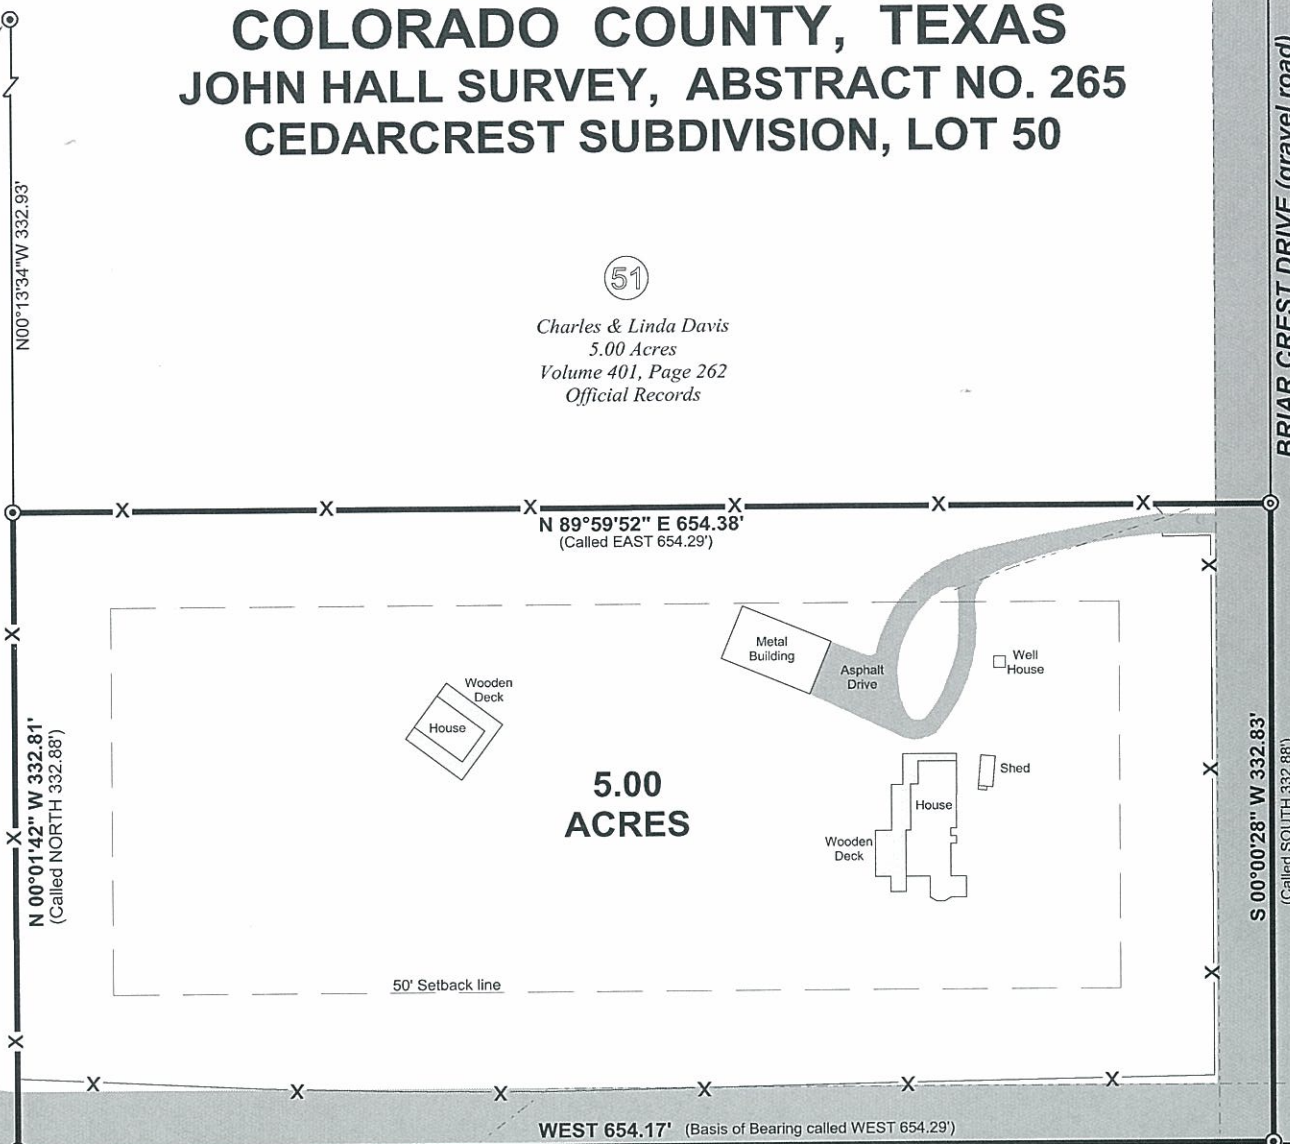 COLORADO COUNTY, TEXAS
JOHN HALL SURVEY, ABSTRACT NO. 265
CEDARCREST SUBDIVISION, LOT 50
N00°13'34"W 332.93'
BRIAR CREST DRIVE (gravel road)
51
Charles & Linda Davis
5.00 Acres
Volume 401, Page 262
Official Records
X X X X X X
N 89°59'52" E 654.38'
(Called EAST 654.29')
X
X
Metal
Building
Asphalt
Drive
Well
House
Wooden
Deck
House
N 00°01'42" W 332.81'
(Called NORTH 332.88')
5.00
ACRES
Shed
House
Wooden
Deck
X
S 00°00'28" W 332.83'
(Called SOUTH 332.88')
X
50' Setback line
X
X
X X X X X X
WEST 654.17' (Basis of Bearing called WEST 654.29')